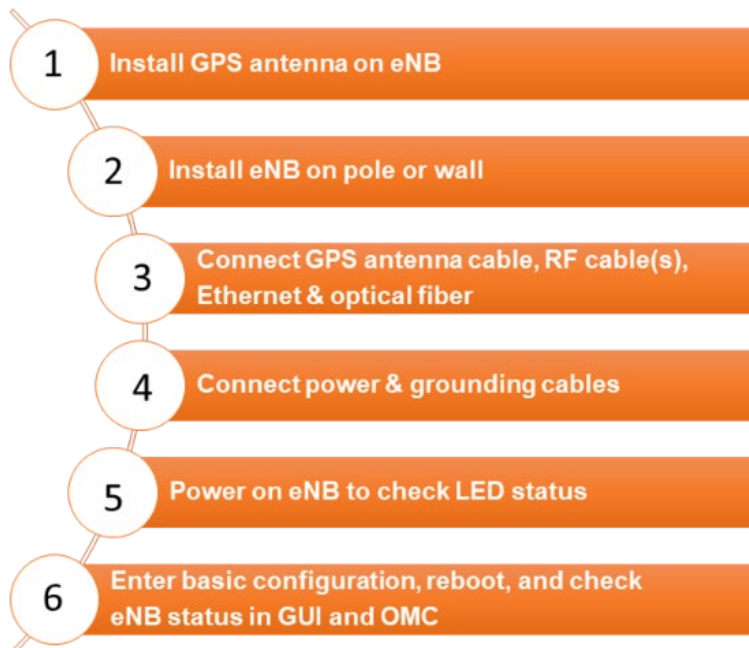 1
Install GPS antenna on eNB
2
Install eNB on pole or wall
3
Connect GPS antenna cable, RF cable(s),
Ethernet & optical fiber
4
Connect power & grounding cables
5
Power on eNB to check LED status
6
Enter basic configuration, reboot, and check
eNB status in GUI and OMC